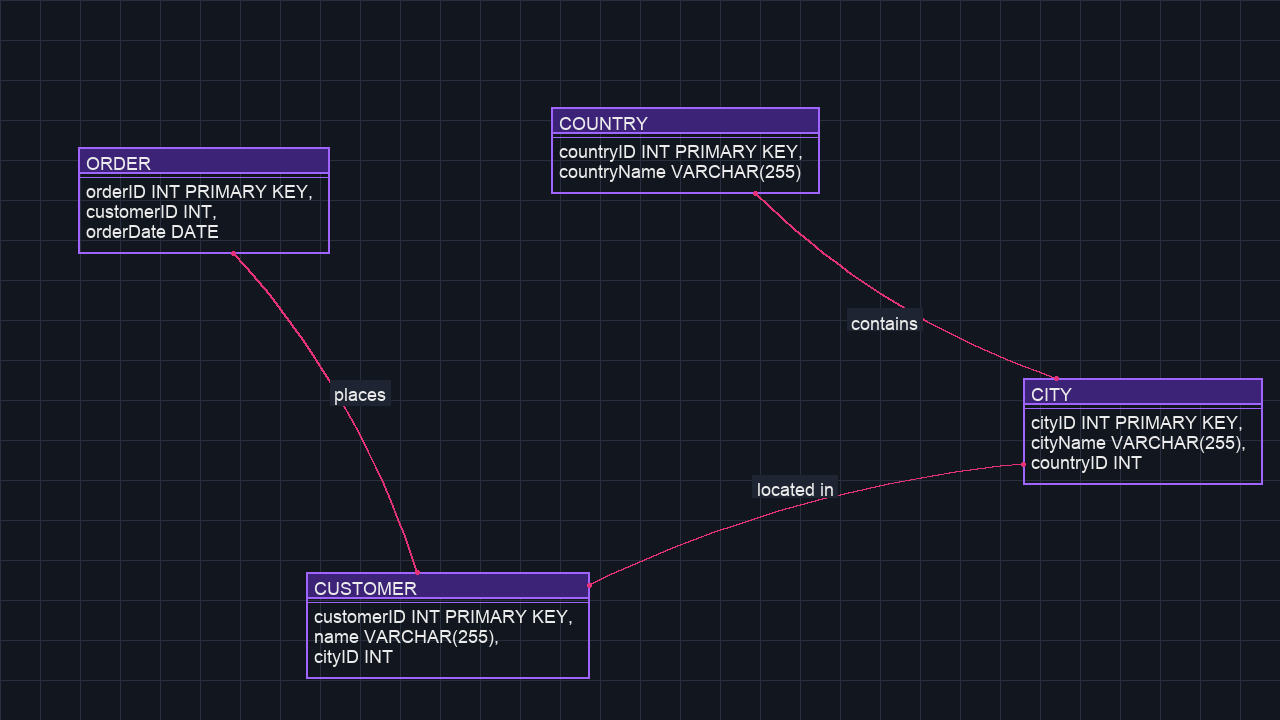 COUNTRY
countryID INT PRIMARY KEY,
countryName VARCHAR(255)
ORDER
orderID INT PRIMARY KEY,
customerID INT,
orderDate DATE
contains
places
CITY
cityID INT PRIMARY KEY,
cityName VARCHAR(255),
countryID INT
located in
CUSTOMER
customerID INT PRIMARY KEY,
name VARCHAR(255),
cityID INT